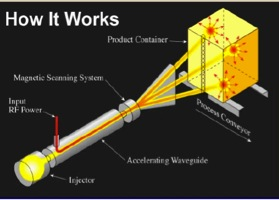 How It Works
Product Container
Magnetic Scanning System
Input
RF Power
Process Conveyor
Accelerating Waveguide
Injector